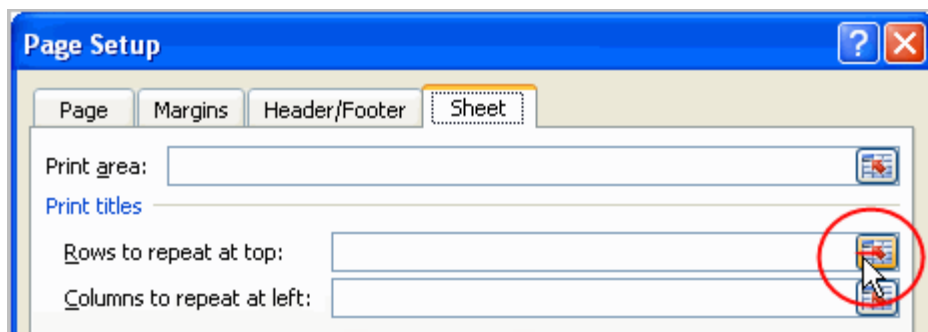 Page Setup
Page Margins Header/Footer Sheet
Print area:
Print titles
Rows to repeat at top:
Columns to repeat at left: